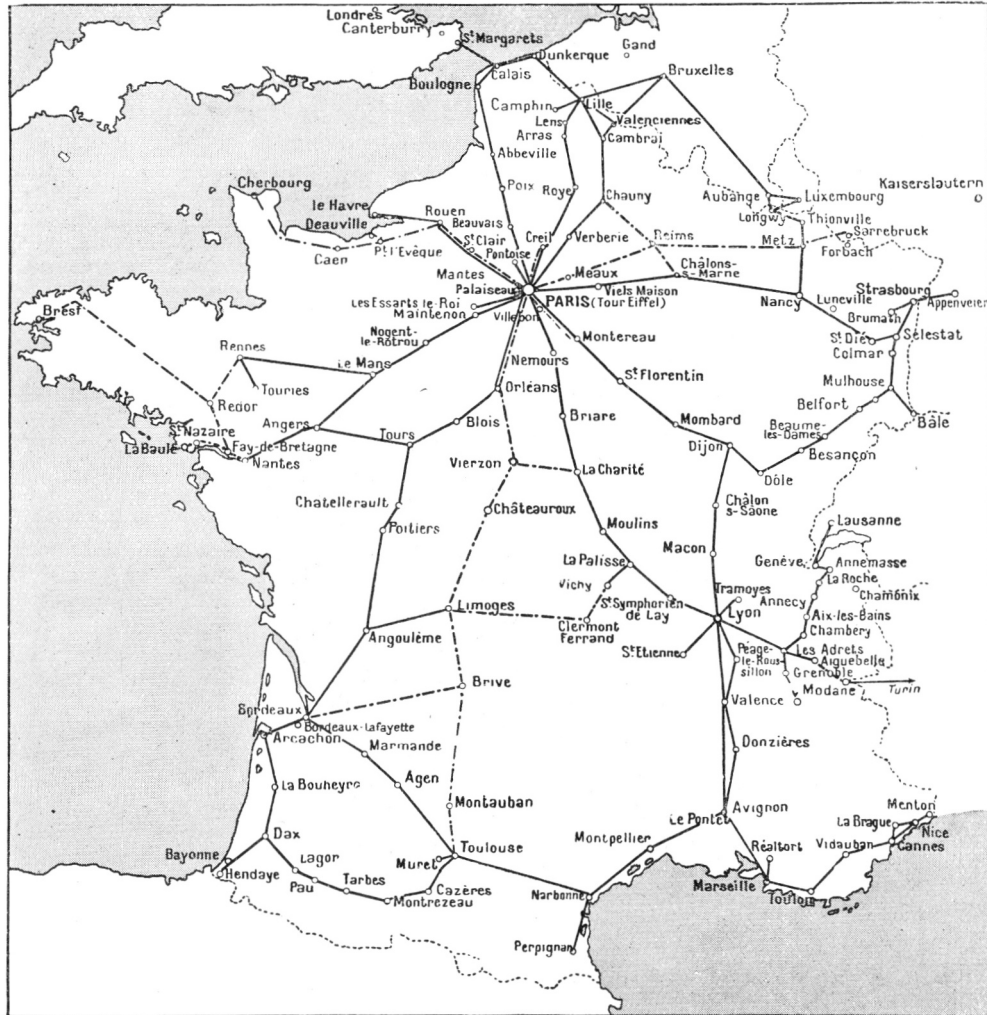 Londres
Canterburry
St Margarets
Dunkerque
Gand
Calais
Bruxelles
Boulogne
Camphin
Lille
Lens
Valenciennes
Arras
Cambrai
Abbeville
Cherbourg
Poix
Roye
Chauny
Aubange
Luxembourg
Kaiserslautern
le Havre
Rouen
Longwy
Thionville
Deauville
Beauvais
Sarrebruck
Caen
Pt l'Evêque
St Clair
Creil
Verberie
Reims
Metz
Forbach
Pontoise
Mantes
Meaux
Châlons-
s-Marne
Palaiseau
Viels Maison
Strasbourg
Les Essarts le-Roi
PARIS (Tour Eiffel)
Nancy
Luneville
Appenveier
Brest
Maintenon
Villebon
Brumath
Nogent-
le-Rôtrou
Montereau
St Dié
Sélestat
Rennes
Le Mans
Nemours
Colmar
Touries
Orléans
St Florentin
Mulhouse
Redor
Briare
Belfort
St Nazaire
Angers
Blois
Mombard
Beaume-
les-Dames
Bâle
La Baule
Fay-de-Bretagne
Tours
Dijon
Nantes
Vierzon
La Charité
Besançon
Dôle
Chatellerault
Châteauroux
Châlon
s-Sâone
Lausanne
Poitiers
Moulins
Macon
Genêve
Annemasse
La Palisse
La Roche
Vichy
Tramoyes
Annecy
Chamonix
Limoges
St Symphorien
de Lay
Lyon
Aix-les-Bains
Angoulême
Clermont
Ferrand
Chambery
St Etienne
Péage-
le-Rous
sillon
Les Adrets
Aiguebelle
Grenoble
Brive
Modane
Turin
Valence
Bordeaux
Bordeaux-Lafayette
Arcachon
Marmande
Donzières
La Bouheyre
Agen
Montauban
Avignon
Menton
Le Pontet
La Brague
Nice
Dax
Montpellier
Cannes
Bayonne
Lagor
Toulouse
Réaltort
Vidauban
Hendaye
Muret
Pau
Tarbes
Cazères
Marseille
Toulon
Montrezeau
Narbonne
Perpignan